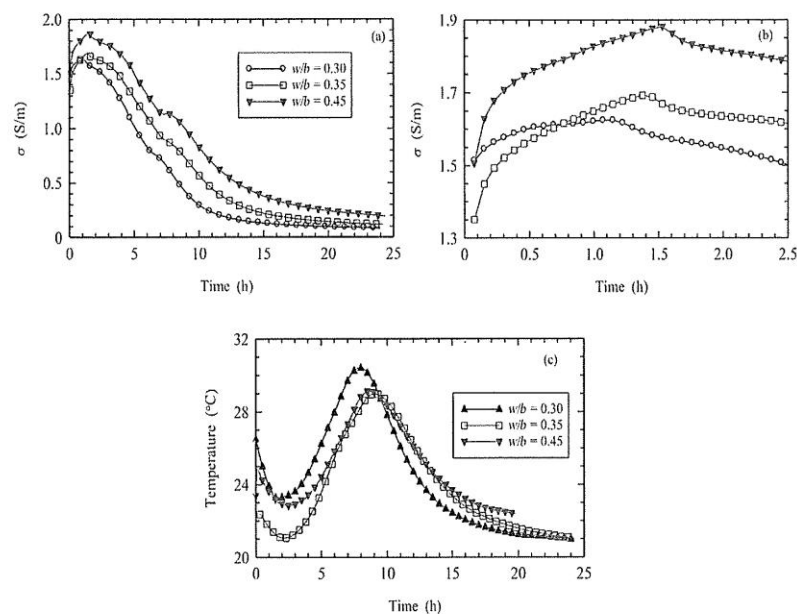 2.0
(a)
w/b = 0.30
w/b = 0.35
w/b = 0.45
1.5
1.0
0.5
0.0
σ (S/m)
0 5 10 15 20 25
Time (h)
1.9
(b)
1.7
1.5
1.3
σ (S/m)
0 0.5 1.0 1.5 2.0 2.5
Time (h)
32
(c)
w/b = 0.30
w/b = 0.35
w/b = 0.45
28
24
20
Temperature (°C)
0 5 10 15 20 25
Time (h)